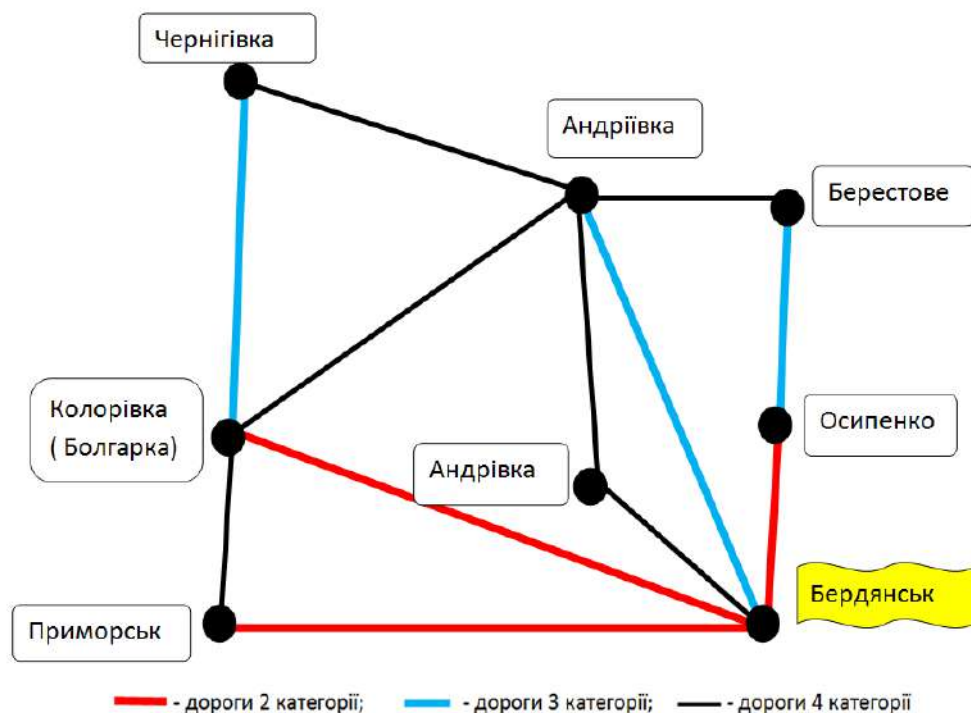 Чернігівка
Андріївка
Берестове
Колорівка
( Болгарка)
Андрівка
Осипенко
Приморськ
Бердянськ
- дороги 2 категорії; - дороги 3 категорії; - дороги 4 категорії